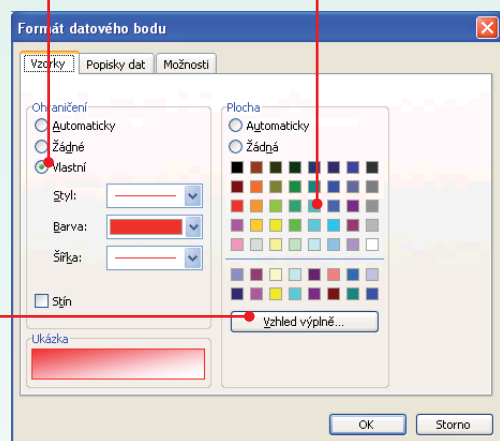 Formát datového bodu
Vzorky Popisky dat Možnosti
Ohraničení
Automaticky
Žádné
Vlastní
Styl:
Barva:
Šířka:
Stín
Ukázka
Plocha
Automaticky
Žádná
Vzhled výplně...
OK Storno